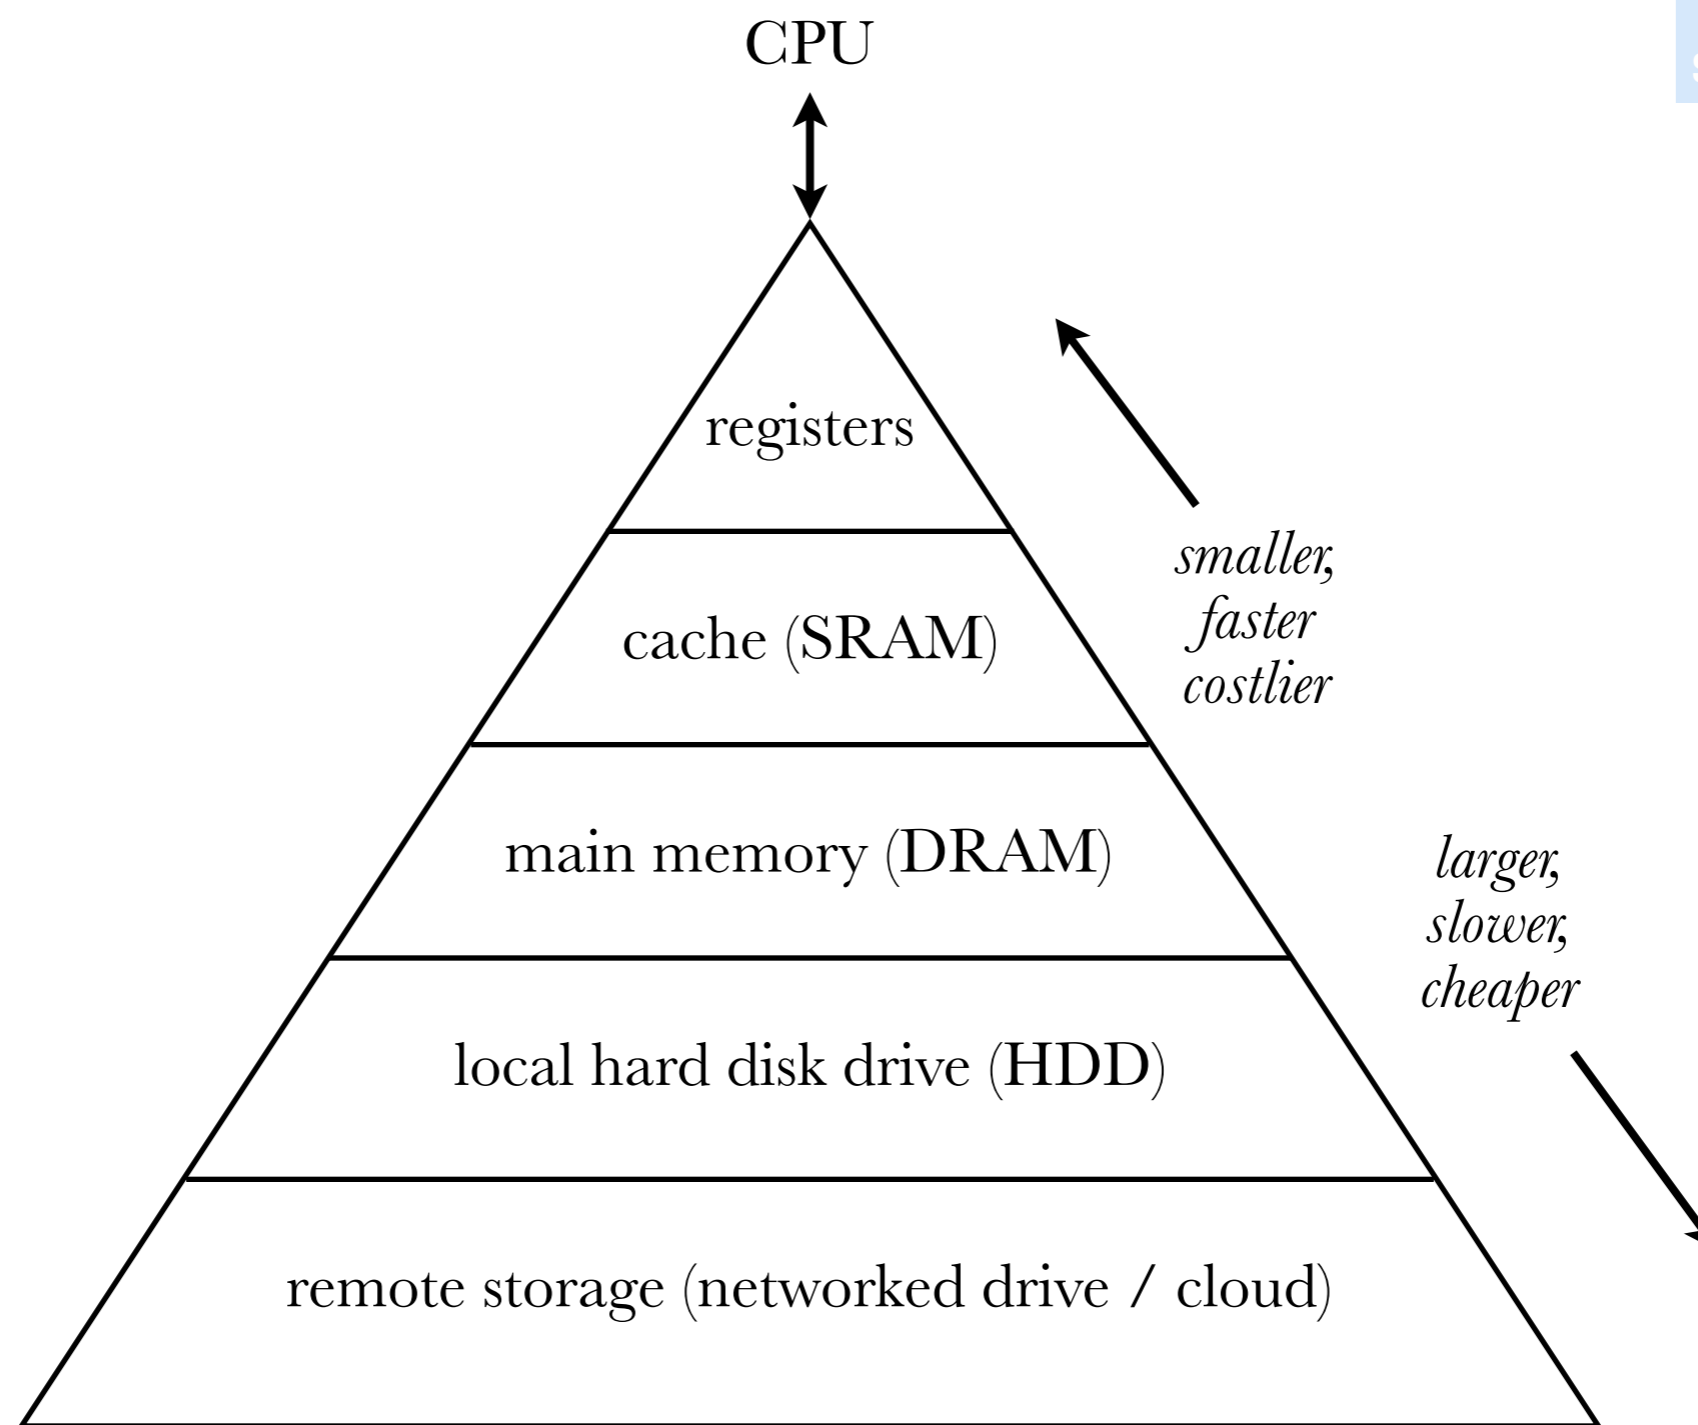 CPU
registers
cache (SRAM)
smaller,
faster
costlier
main memory (DRAM)
larger,
slower,
cheaper
local hard disk drive (HDD)
remote storage (networked drive / cloud)